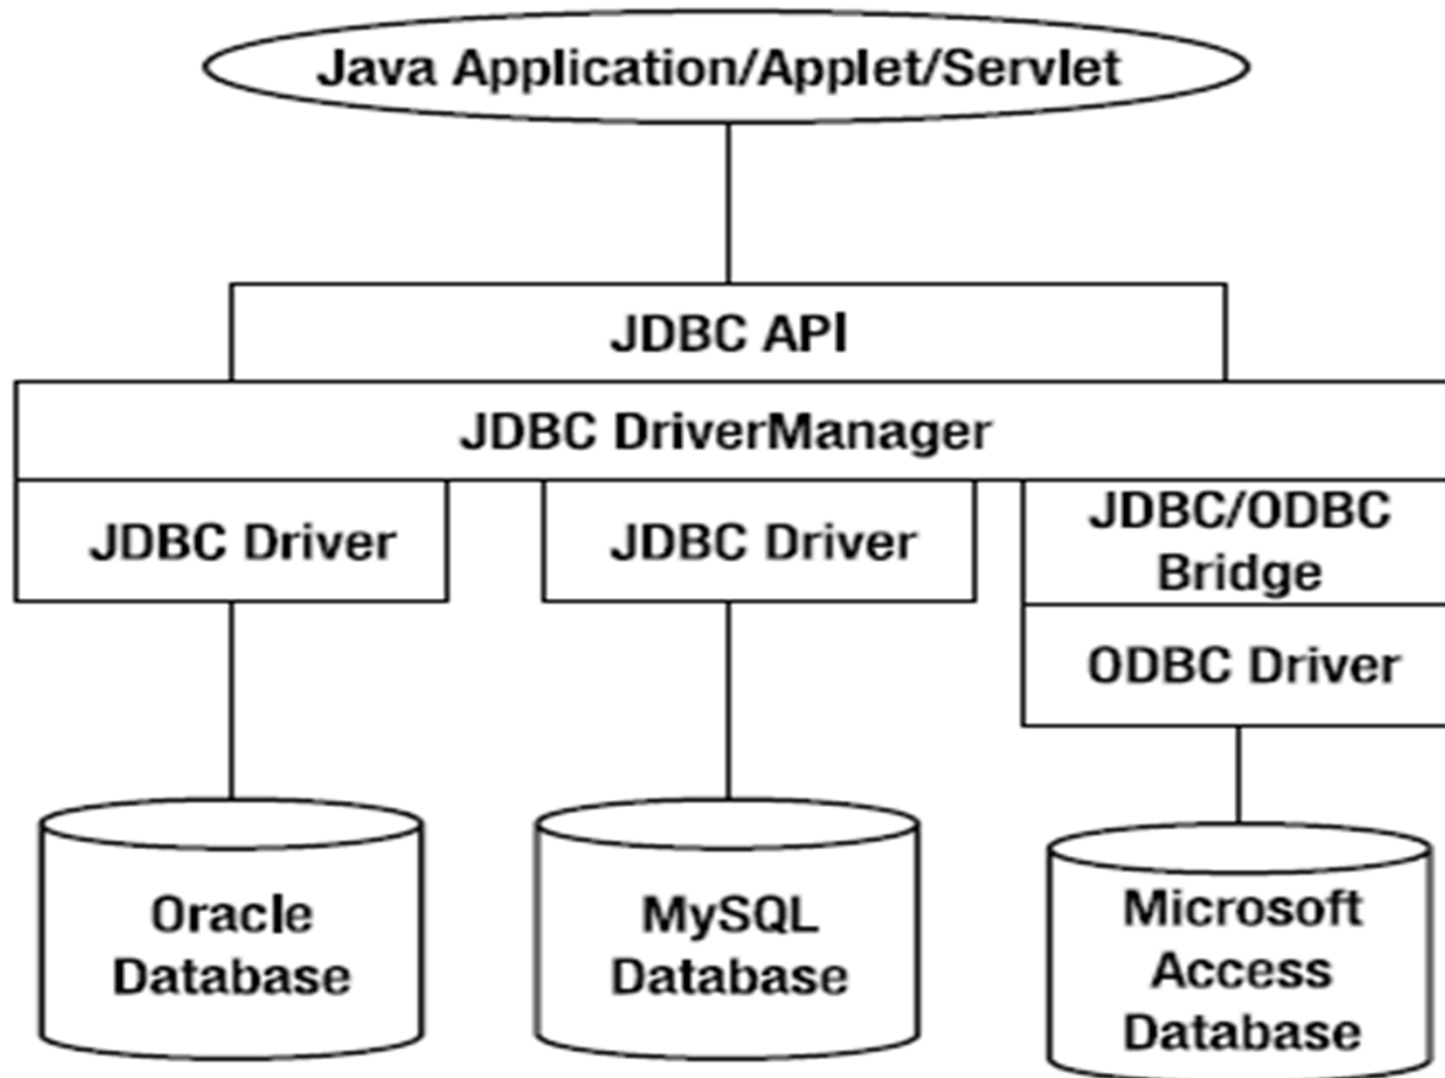 Java Application/Applet/Servlet
JDBC API
JDBC DriverManager
JDBC Driver
JDBC Driver
JDBC/ODBC
Bridge
ODBC Driver
Oracle
Database
MySQL
Database
Microsoft
Access
Database